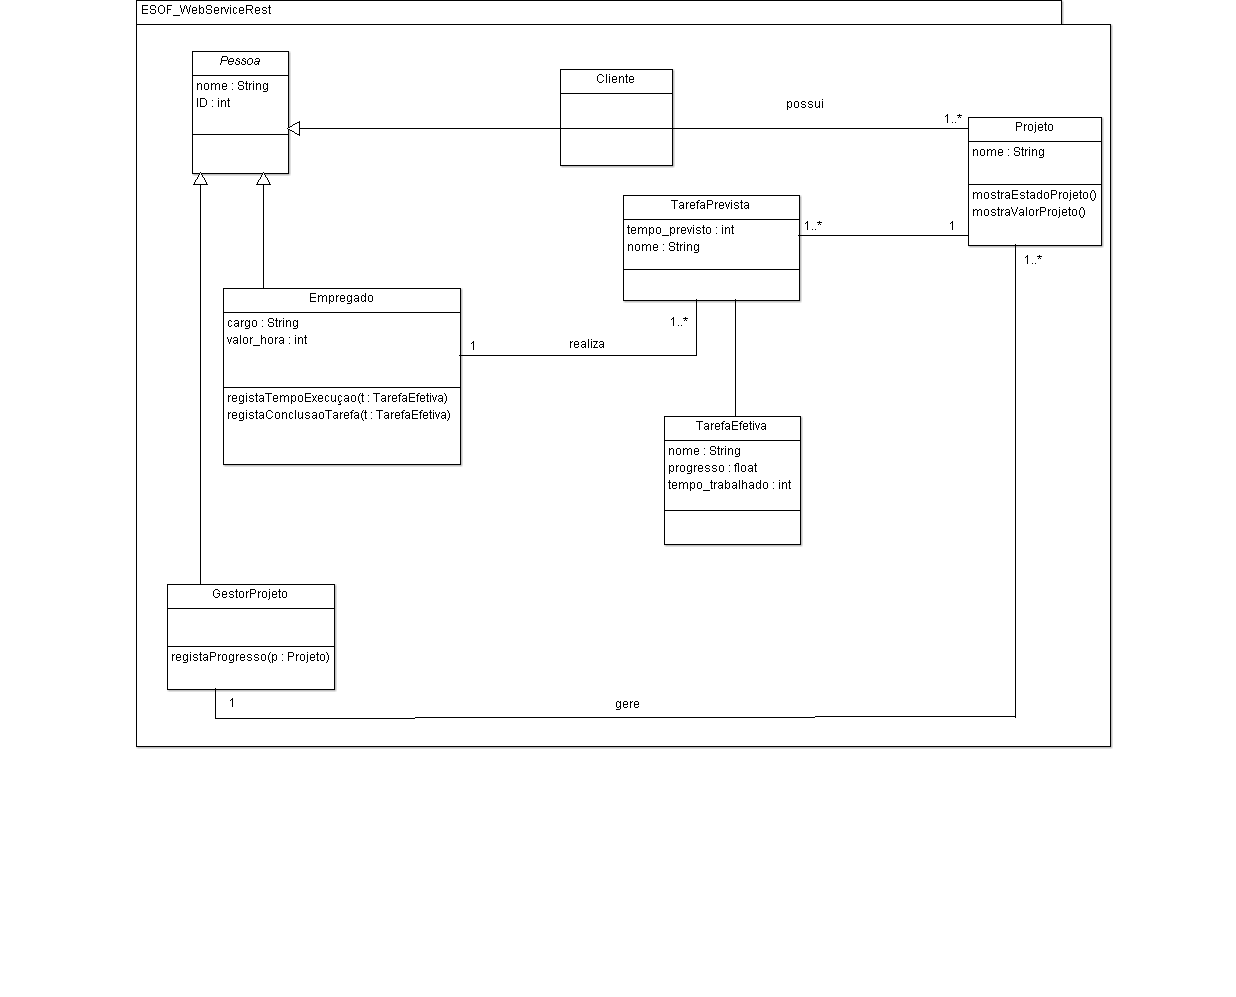 ESOF_WebServiceRest
Pessoa
nome : String
ID : int
Cliente
possui
1..*
Projeto
nome : String
mostraEstadoProjeto()
mostraValorProjeto()
TarefaPrevista
tempo_previsto : int
nome : String
1..*
1
1..*
Empregado
cargo : String
valor_hora : int
registaTempoExecuçao(t : TarefaEfetiva)
registaConclusaoTarefa(t : TarefaEfetiva)
1
realiza
1..*
TarefaEfetiva
nome : String
progresso : float
tempo_trabalhado : int
GestorProjeto
registaProgresso(p : Projeto)
1
gere